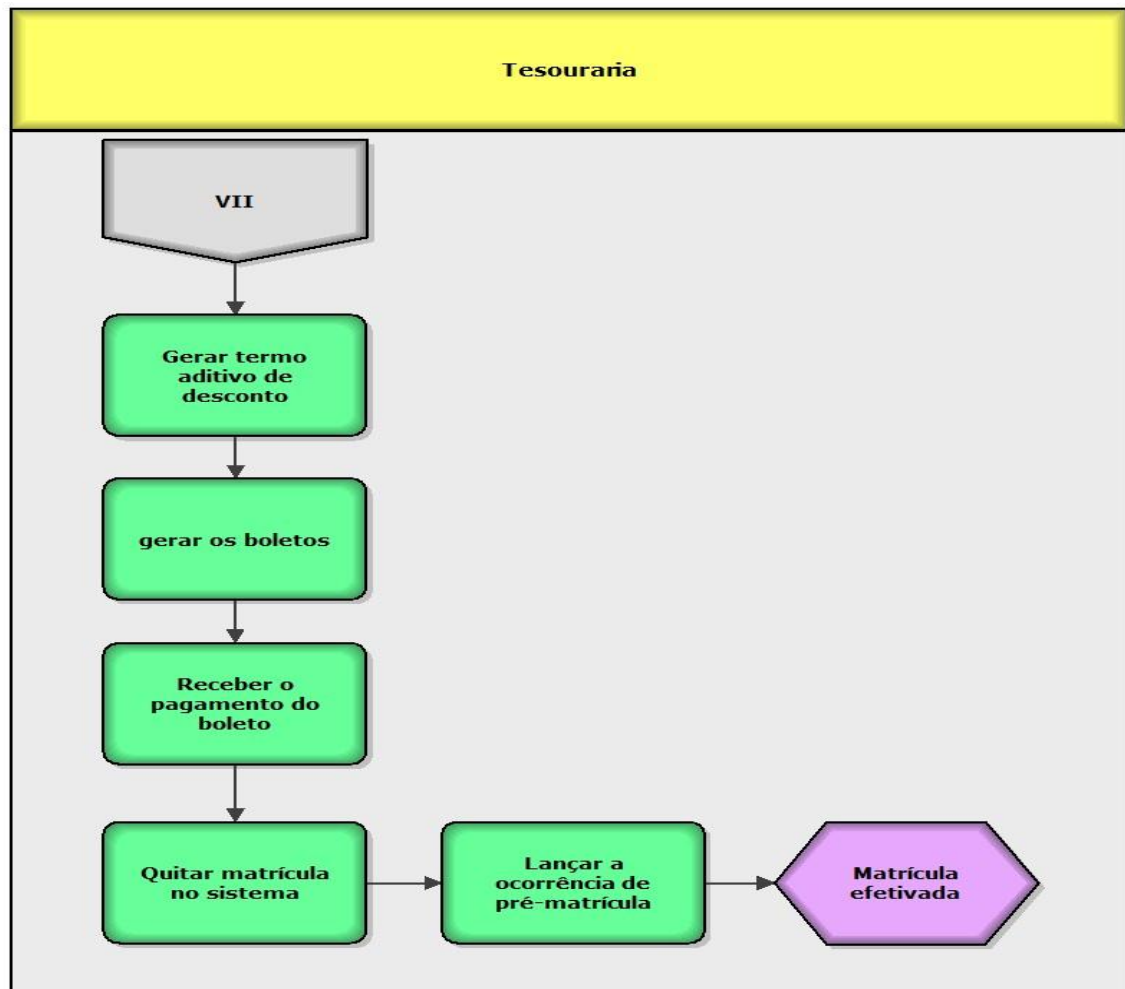 Tesouraria
VII
Gerar termo
aditivo de
desconto
gerar os boletos
Receber o
pagamento do
boleto
Quitar matrícula
no sistema
Lançar a
ocorrência de
pré-matrícula
Matrícula
efetivada